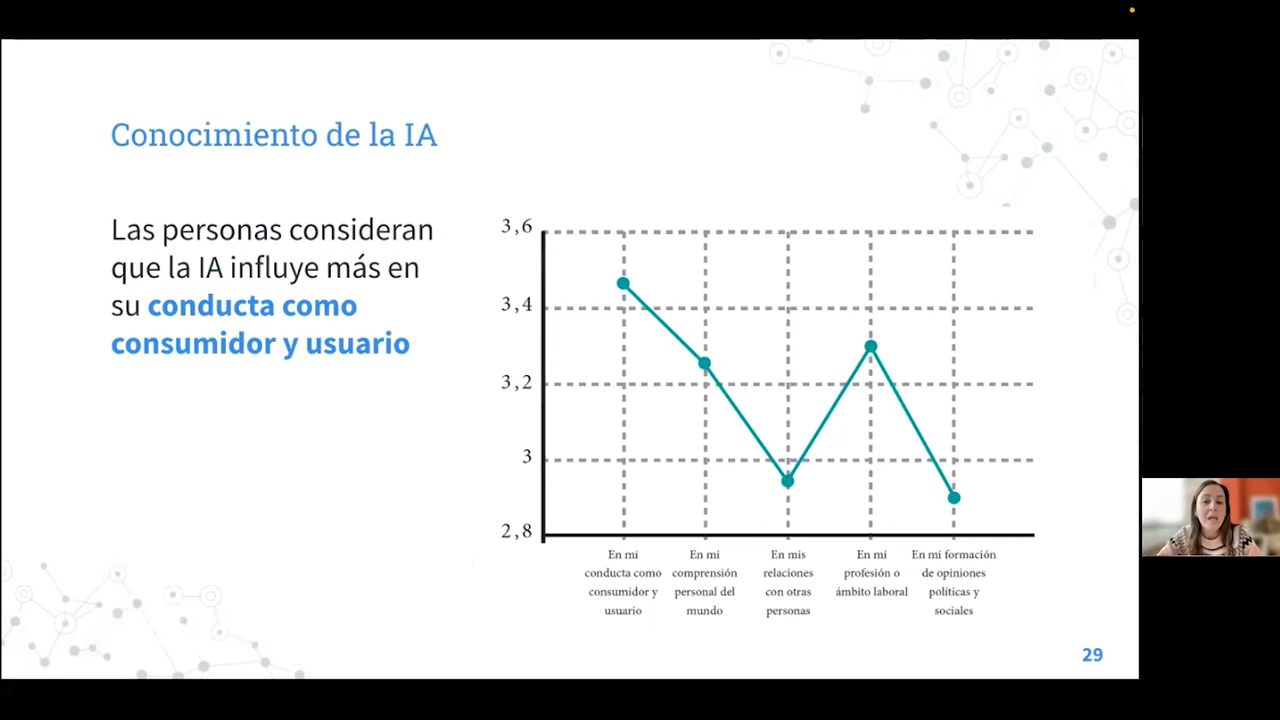 Conocimiento de la IA
Las personas consideran
que la IA influye más en
su conducta como
consumidor y usuario
3,6
3,4
3,2
3
2,8
En mi
conducta como
consumidor y
usuario
En mi
comprensión
personal del
mundo
En mis
relaciones
con otras
personas
En mi
profesión o
ámbito laboral
En mi formación
de opiniones
políticas y
sociales
29